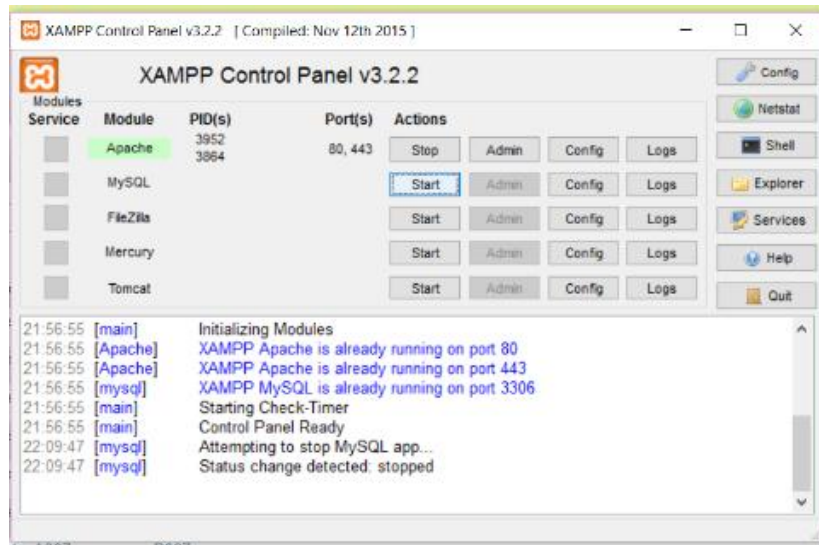 XAMPP Control Panel v3.2.2 [ Compiled: Nov 12th 2015 ]
XAMPP Control Panel v3.2.2
Config
Modules
Service Module PID(s) Port(s) Actions
Netstat
Apache 3952 3864 80, 443 Stop Admin Config Logs
Shell
MySQL Start Admin Config Logs
Explorer
FileZilla Start Admin Config Logs
Services
Mercury Start Admin Config Logs
Help
Tomcat Start Admin Config Logs
Quit
21:56:55 [main] Initializing Modules
21:56:55 [Apache] XAMPP Apache is already running on port 80
21:56:55 [Apache] XAMPP Apache is already running on port 443
21:56:55 [mysql] XAMPP MySQL is already running on port 3306
21:56:55 [main] Starting Check-Timer
21:56:55 [main] Control Panel Ready
22:09:47 [mysql] Attempting to stop MySQL app...
22:09:47 [mysql] Status change detected: stopped